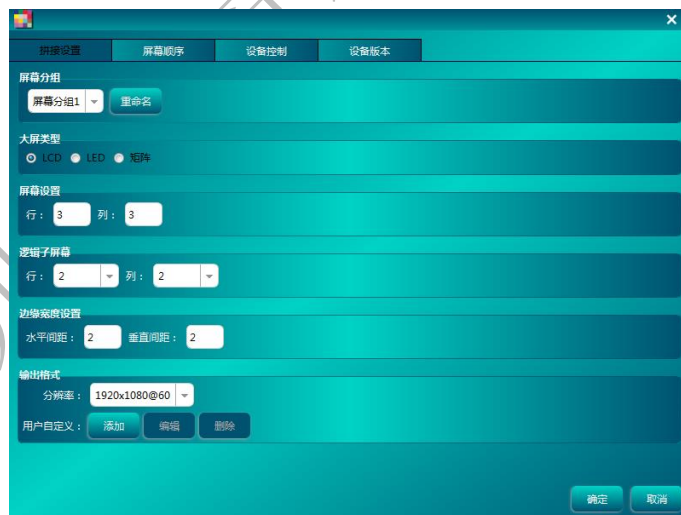 拼接设置 屏幕顺序 设备控制 设备版本
屏幕分组
屏幕分组1 重命名
大屏类型
LCD LED 矩阵
屏幕设置
行： 3 列： 3
逻辑子屏幕
行： 2 列： 2
边缘宽度设置
水平间距： 2 垂直间距： 2
输出格式
分辨率： 1920x1080@60
用户自定义： 添加 编辑 删除
确定 取消